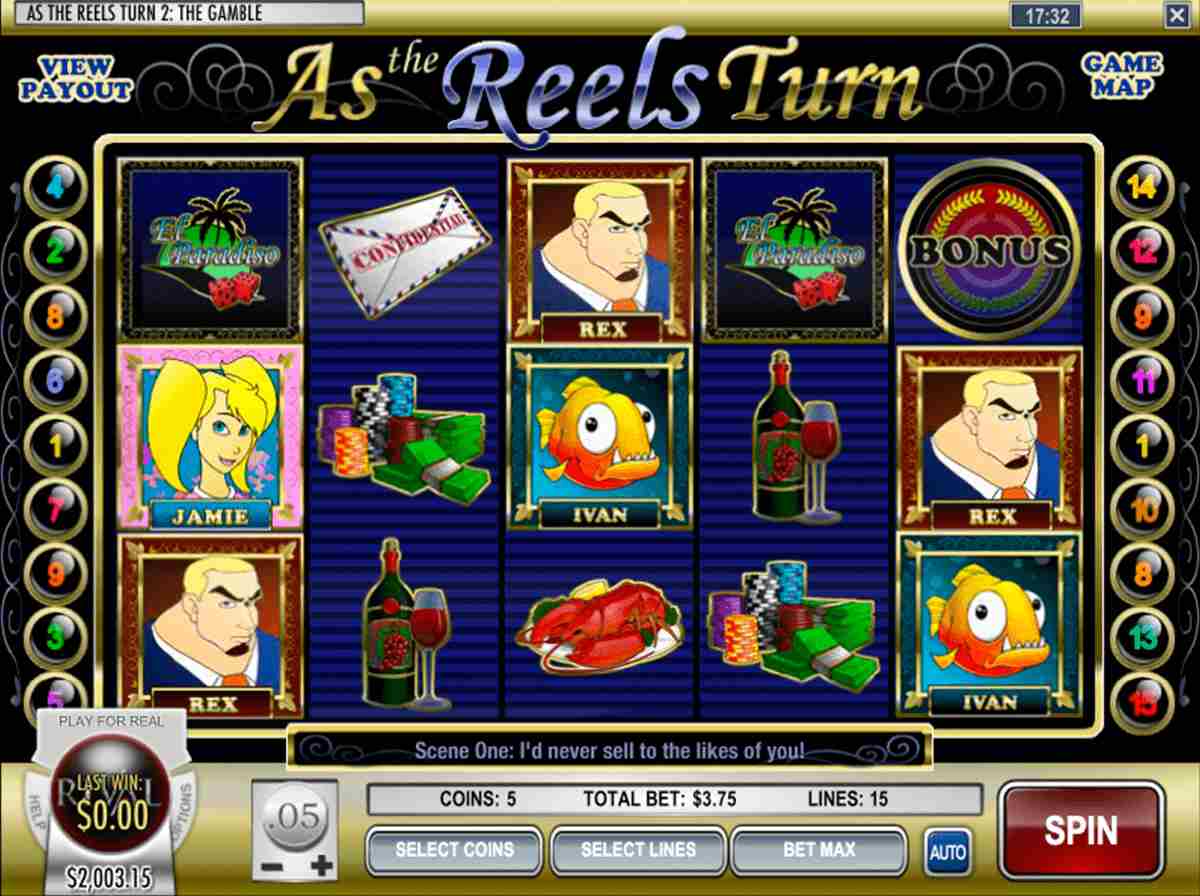 AS THE REELS TURN 2: THE GAMBLE
17:32
VIEW PAYOUT
As the Reels Turn
GAME MAP
4
2
8
6
1
7
9
3
5
El Paradiso
CONFIDENTIAL
REX
El Paradiso
BONUS
JAMIE
IVAN
REX
REX
IVAN
14
12
9
11
1
10
8
13
15
Scene One: I'd never sell to the likes of you!
PLAY FOR REAL
HELP
LAST WIN:
$0.00
$2,003.15
.05
COINS: 5 TOTAL BET: $3.75 LINES: 15
SELECT COINS SELECT LINES BET MAX AUTO
SPIN